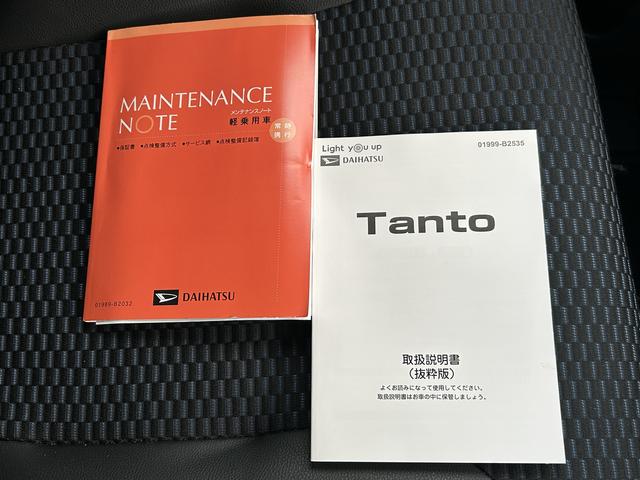 MAINTENANCE
NOTE
メンテナンスノート
軽乗用車
常時
携行
●保証書 ●点検整備方式 ●サービス網 ●点検整備記録簿
01989-B2032
DAIHATSU
Light you up
DAIHATSU
01999-B2535
Tanto
取扱説明書
(抜粋版)
よくお読みになって使用してください。
取扱説明書はお車の中に保管しましょう。